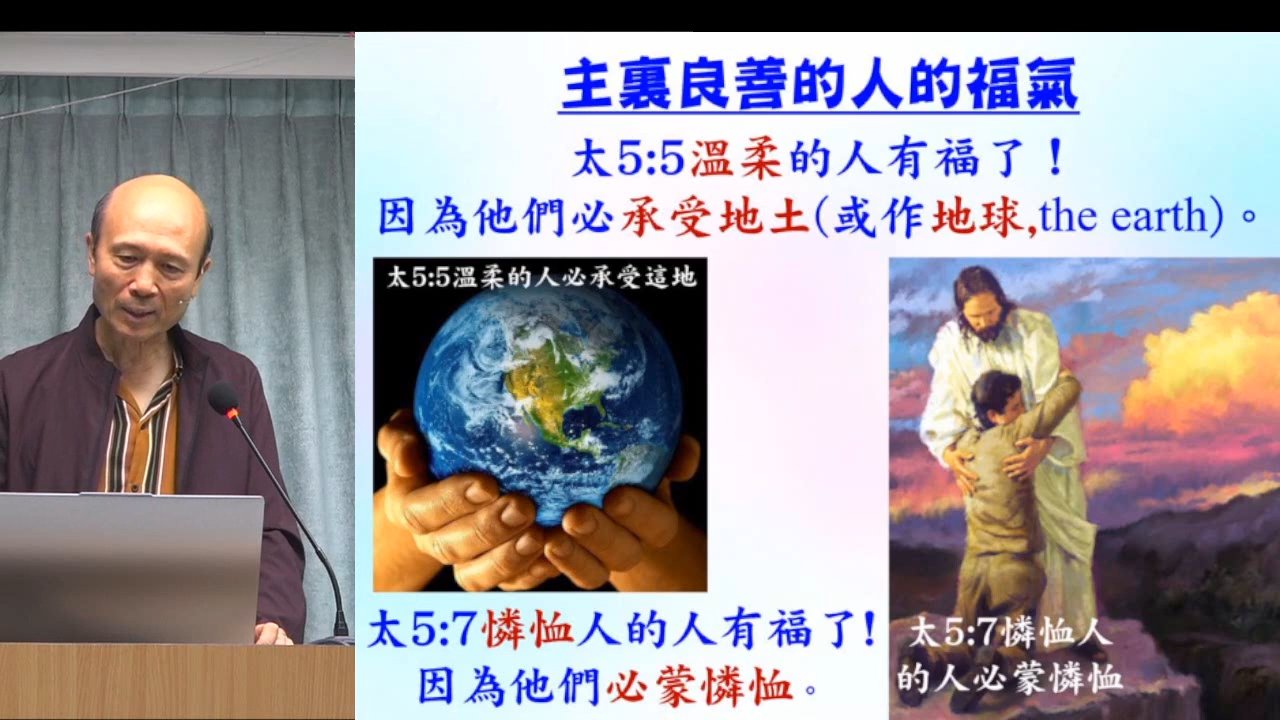 主裏良善的人的福氣
太5:5溫柔的人有福了！
因為他們必承受地土(或作地球,the earth)。
太5:5溫柔的人必承受這地
太5:7憐恤人的人有福了!
因為他們必蒙憐恤。
太5:7憐恤人
的人必蒙憐恤